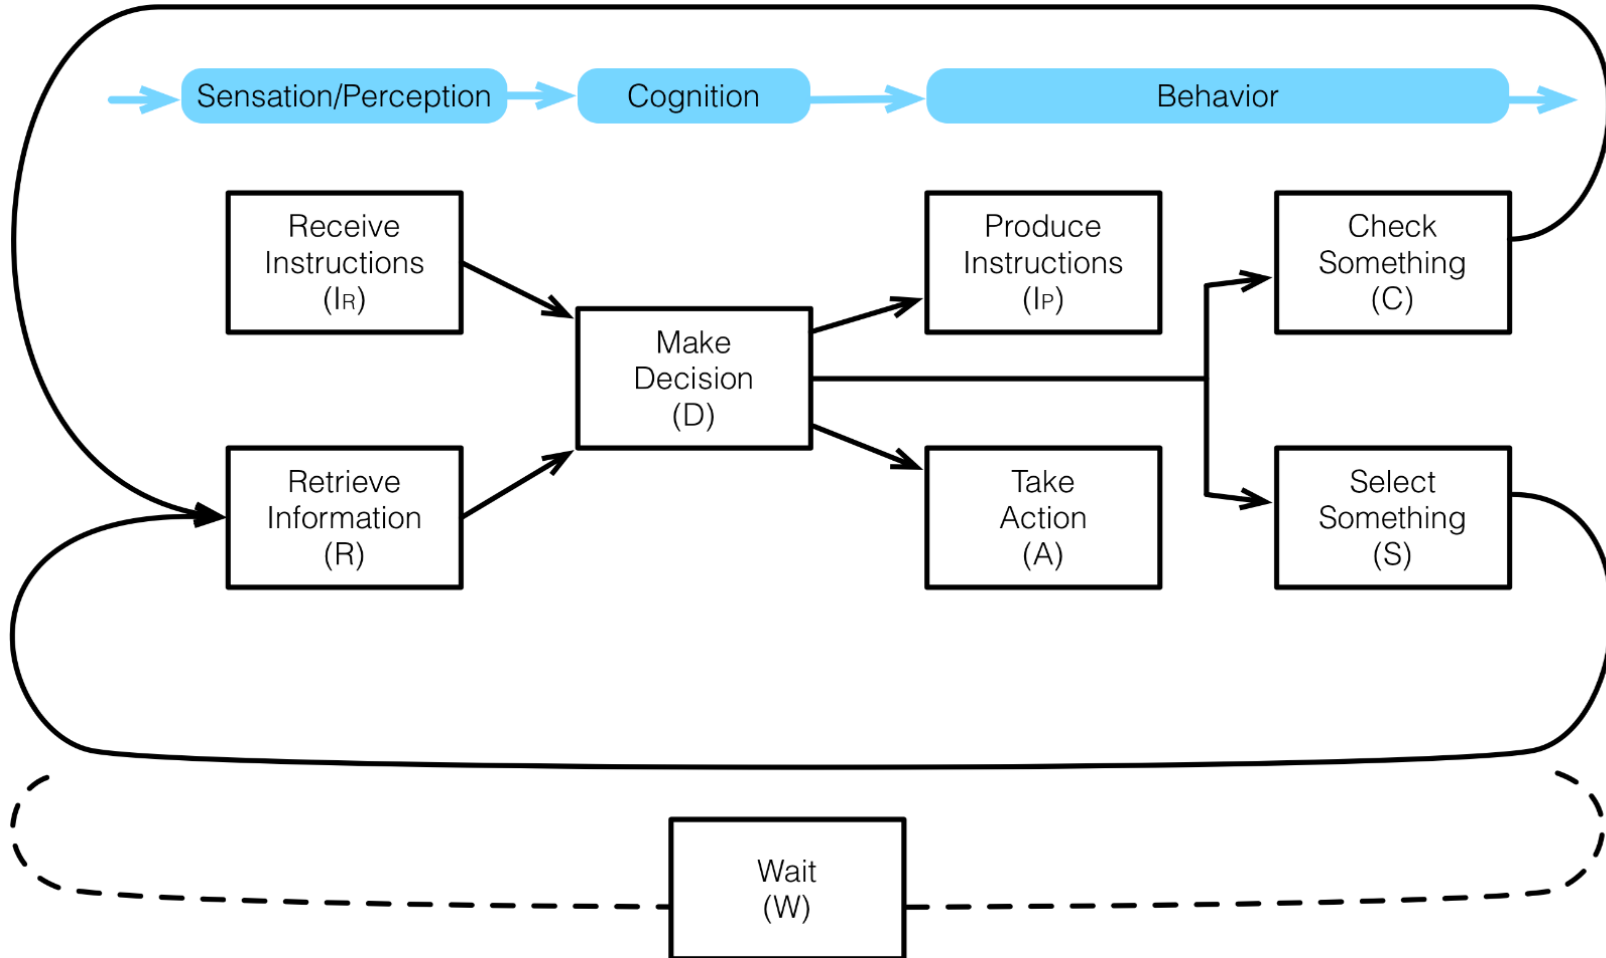 Sensation/Perception
Cognition
Behavior
Receive
Instructions
(IR)
Produce
Instructions
(IP)
Check
Something
(C)
Make
Decision
(D)
Retrieve
Information
(R)
Take
Action
(A)
Select
Something
(S)
Wait
(W)